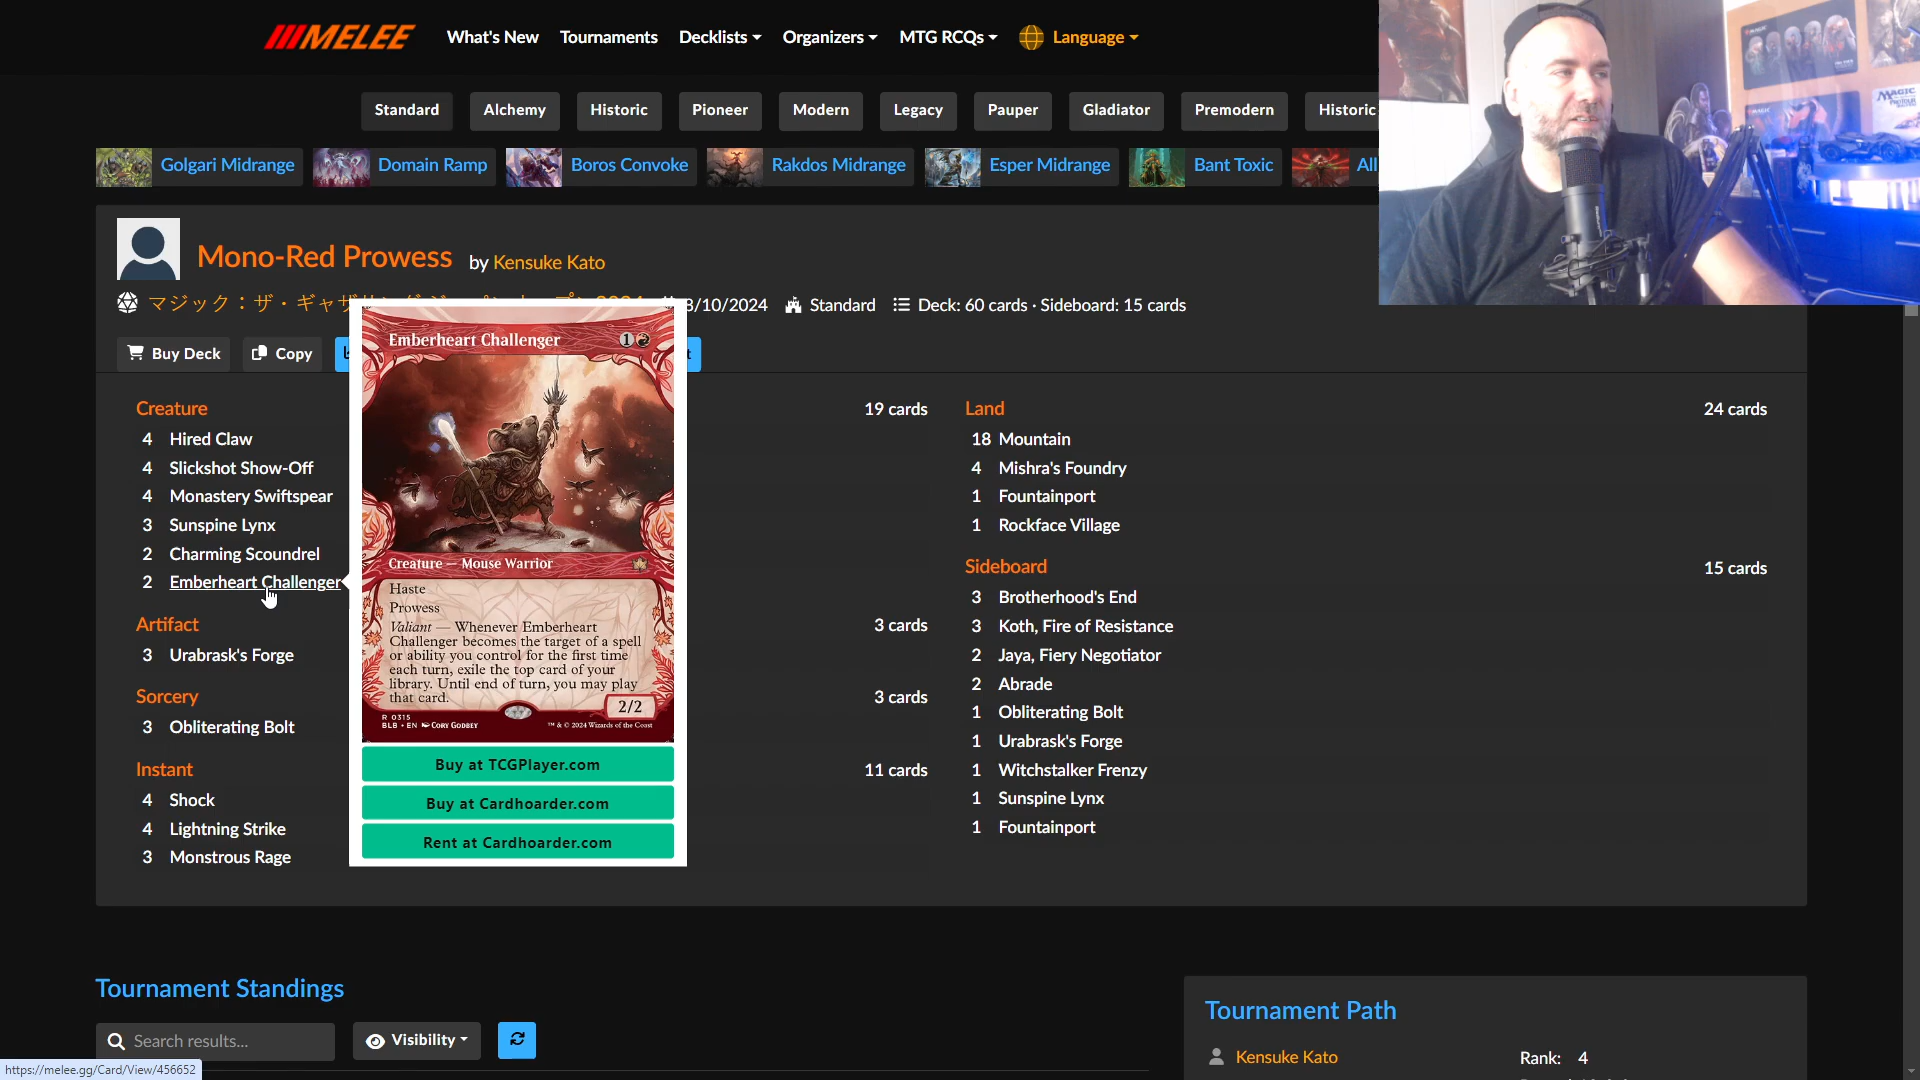 MELEE
What's New
Tournaments
Decklists
Organizers
MTG RCQs
Language
Standard
Alchemy
Historic
Pioneer
Modern
Legacy
Pauper
Gladiator
Premodern
Historic
MAGIC
Golgari Midrange
Domain Ramp
Boros Convoke
Rakdos Midrange
Esper Midrange
Bant Toxic
All
Mono-Red Prowess by Kensuke Kato
マジック：ザ・ギャザリング
8/10/2024
Standard
Deck: 60 cards · Sideboard: 15 cards
Buy Deck
Copy
Creature 19 cards
4 Hired Claw
4 Slickshot Show-Off
4 Monastery Swiftspear
3 Sunspine Lynx
2 Charming Scoundrel
2 Emberheart Challenger
Artifact 3 cards
3 Urabrask's Forge
Sorcery 3 cards
3 Obliterating Bolt
Instant 11 cards
4 Shock
4 Lightning Strike
3 Monstrous Rage
Emberheart Challenger 1
Creature — Mouse Warrior
Haste
Prowess
Valiant — Whenever Emberheart
Challenger becomes the target of a spell
or ability you control for the first time
each turn, exile the top card of your
library. Until end of turn, you may play
that card.
2/2
R 0315
BLB • EN CORY GODBEY
™ & © 2024 Wizards of the Coast
Buy at TCGPlayer.com
Buy at Cardhoarder.com
Rent at Cardhoarder.com
Land 24 cards
18 Mountain
4 Mishra's Foundry
1 Fountainport
1 Rockface Village
Sideboard 15 cards
3 Brotherhood's End
3 Koth, Fire of Resistance
2 Jaya, Fiery Negotiator
2 Abrade
1 Obliterating Bolt
1 Urabrask's Forge
1 Witchstalker Frenzy
1 Sunspine Lynx
1 Fountainport
Tournament Standings
Search results...
Visibility
Tournament Path
Kensuke Kato
Rank: 4
https://melee.gg/Card/View/456652